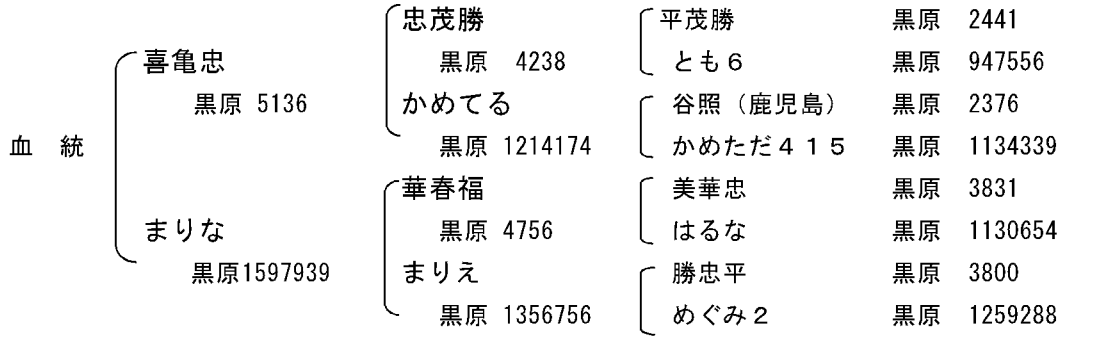 忠茂勝 平茂勝 黒原 2441
喜亀忠 黒原 4238 とも6 黒原 947556
黒原 5136 かめてる 谷照（鹿児島） 黒原 2376
血 統 黒原 1214174 かめただ415 黒原 1134339
華春福 美華忠 黒原 3831
まりな 黒原 4756 はるな 黒原 1130654
黒原1597939 まりえ 勝忠平 黒原 3800
黒原 1356756 めぐみ2 黒原 1259288